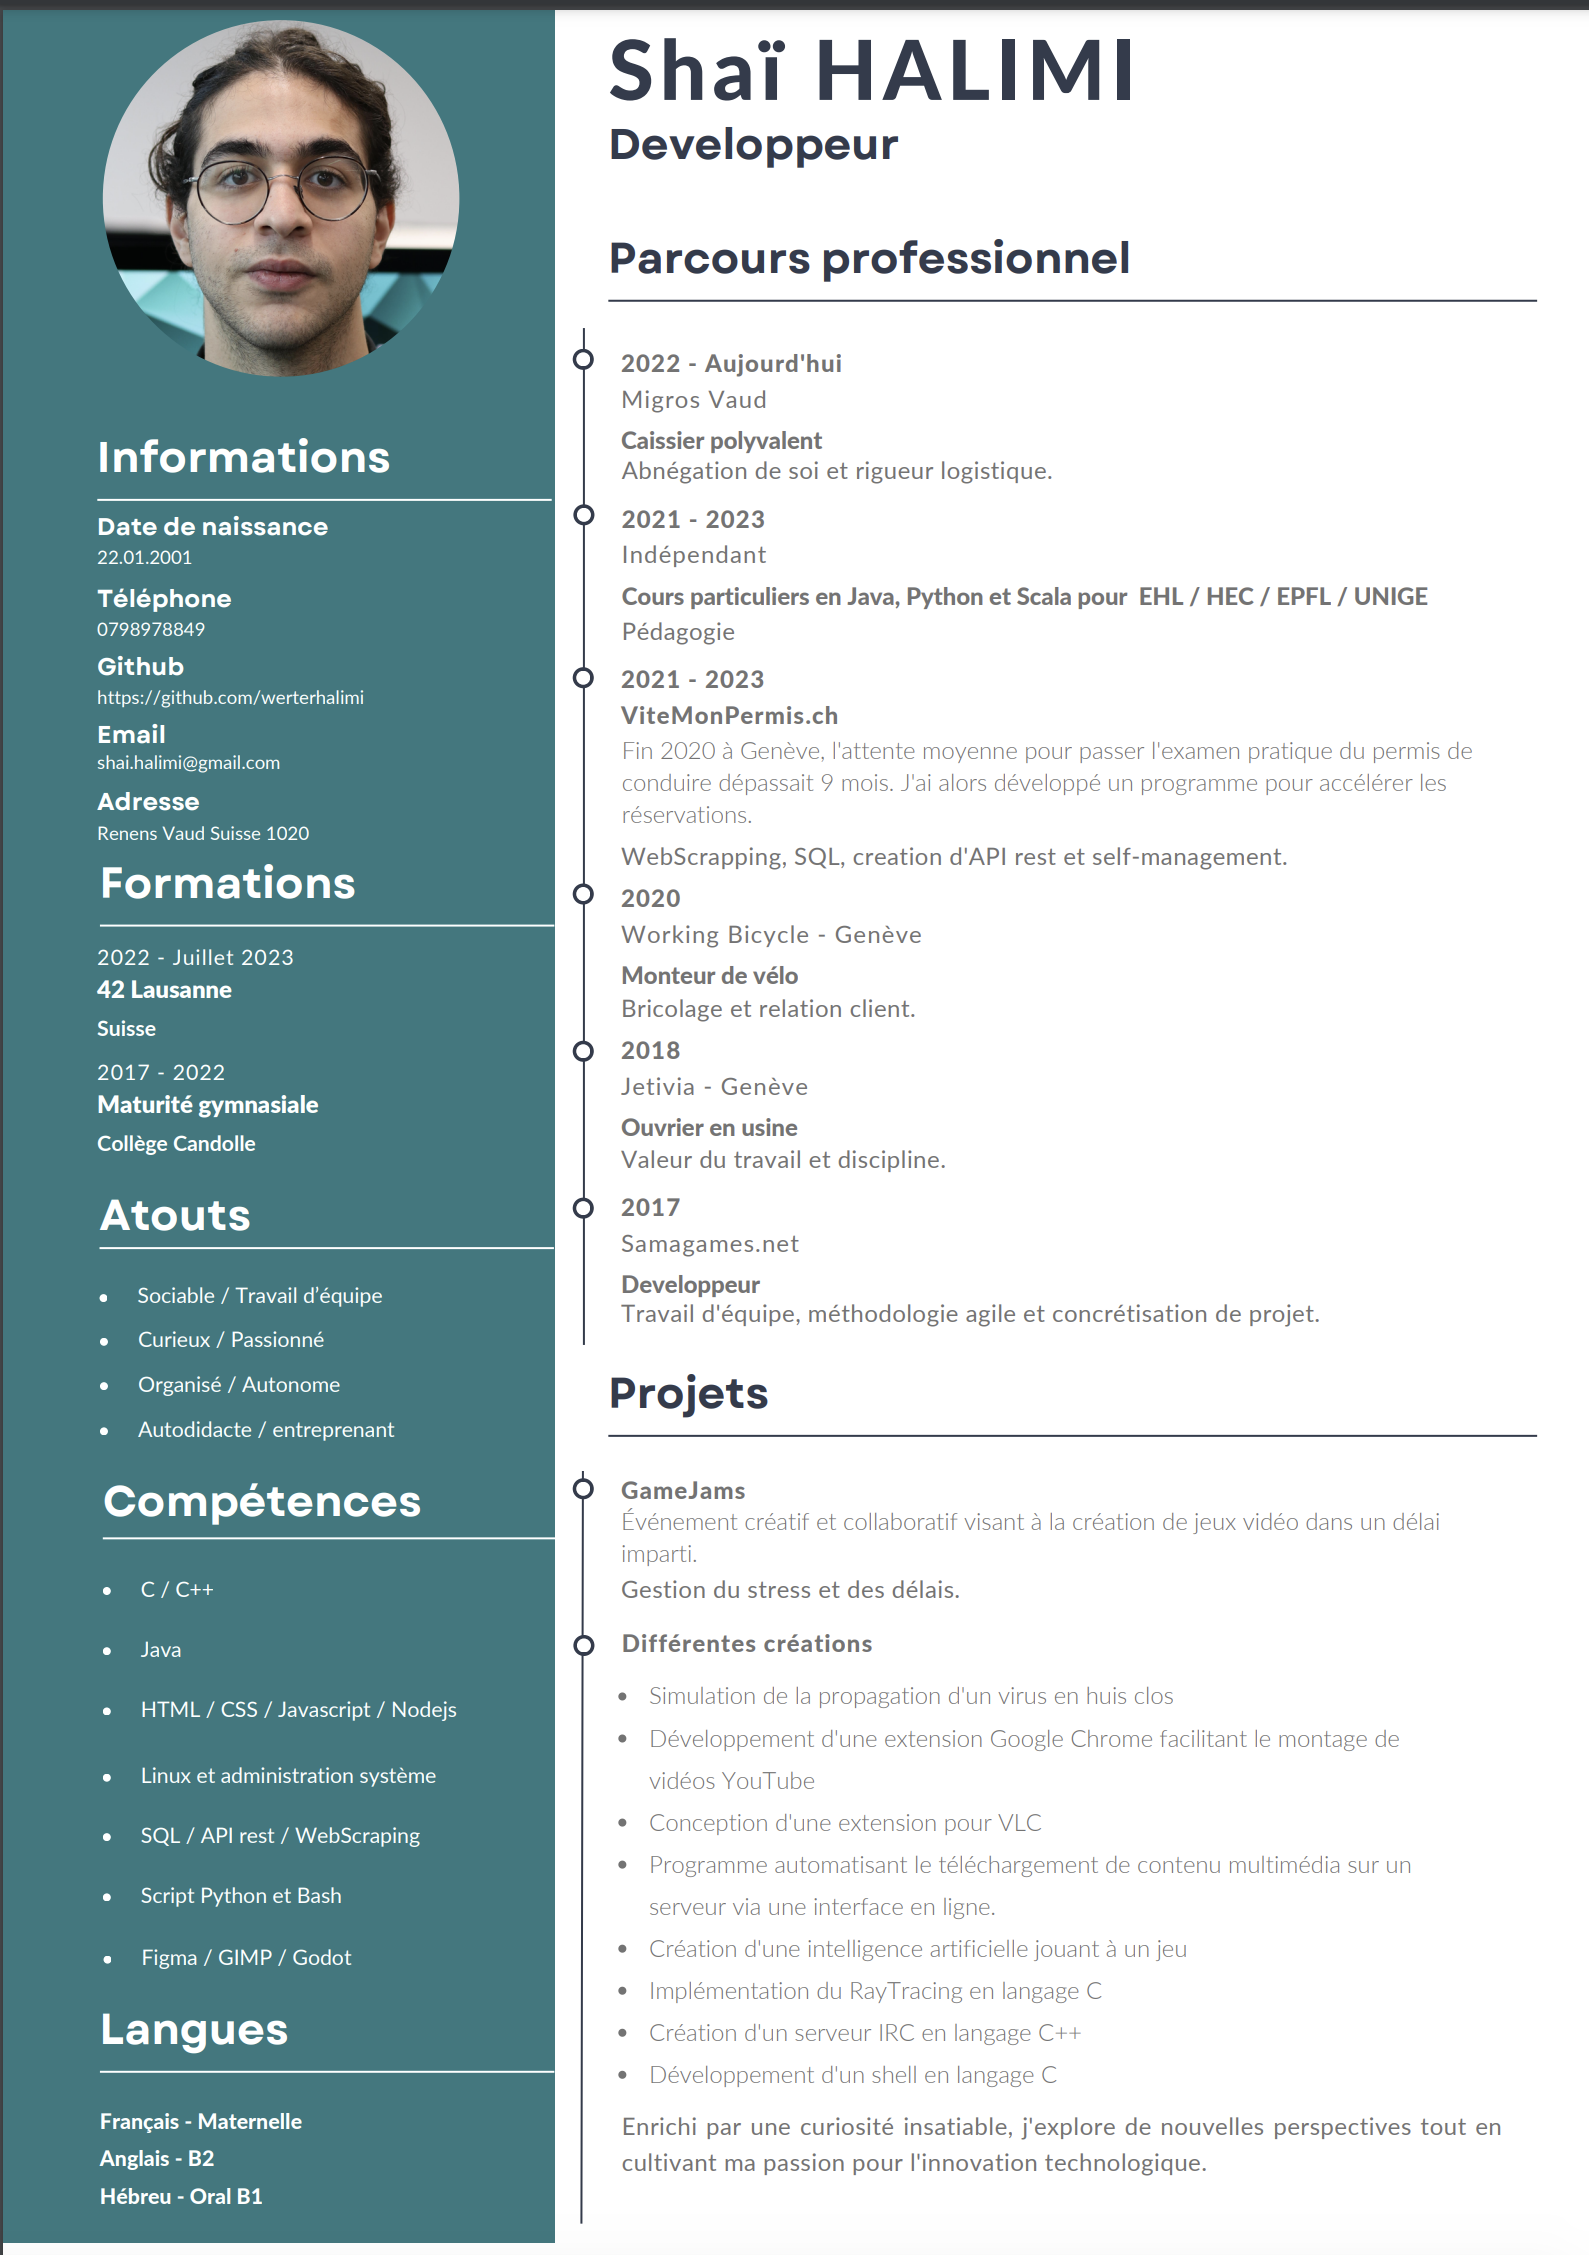 Shaï HALIMI
Developpeur
Informations
Date de naissance
22.01.2001
Téléphone
0798978849
Github
https://github.com/werterhalimi
Email
shai.halimi@gmail.com
Adresse
Renens Vaud Suisse 1020
Formations
2022 - Juillet 2023
42 Lausanne
Suisse
2017 - 2022
Maturité gymnasiale
Collège Candolle
Atouts
• Sociable / Travail d’équipe
• Curieux / Passionné
• Organisé / Autonome
• Autodidacte / entreprenant
Compétences
• C / C++
• Java
• HTML / CSS / Javascript / Nodejs
• Linux et administration système
• SQL / API rest / WebScraping
• Script Python et Bash
• Figma / GIMP / Godot
Langues
Français - Maternelle
Anglais - B2
Hébreu - Oral B1
Parcours professionnel
2022 - Aujourd'hui
Migros Vaud
Caissier polyvalent
Abnégation de soi et rigueur logistique.
2021 - 2023
Indépendant
Cours particuliers en Java, Python et Scala pour EHL / HEC / EPFL / UNIGE
Pédagogie
2021 - 2023
ViteMonPermis.ch
Fin 2020 à Genève, l'attente moyenne pour passer l'examen pratique du permis de
conduire dépassait 9 mois. J'ai alors développé un programme pour accélérer les
réservations.
WebScrapping, SQL, creation d'API rest et self-management.
2020
Working Bicycle - Genève
Monteur de vélo
Bricolage et relation client.
2018
Jetivia - Genève
Ouvrier en usine
Valeur du travail et discipline.
2017
Samagames.net
Developpeur
Travail d'équipe, méthodologie agile et concrétisation de projet.
Projets
GameJams
Événement créatif et collaboratif visant à la création de jeux vidéo dans un délai
imparti.
Gestion du stress et des délais.
Différentes créations
• Simulation de la propagation d'un virus en huis clos
• Développement d'une extension Google Chrome facilitant le montage de
vidéos YouTube
• Conception d'une extension pour VLC
• Programme automatisant le téléchargement de contenu multimédia sur un
serveur via une interface en ligne.
• Création d'une intelligence artificielle jouant à un jeu
• Implémentation du RayTracing en langage C
• Création d'un serveur IRC en langage C++
• Développement d'un shell en langage C
Enrichi par une curiosité insatiable, j'explore de nouvelles perspectives tout en
cultivant ma passion pour l'innovation technologique.